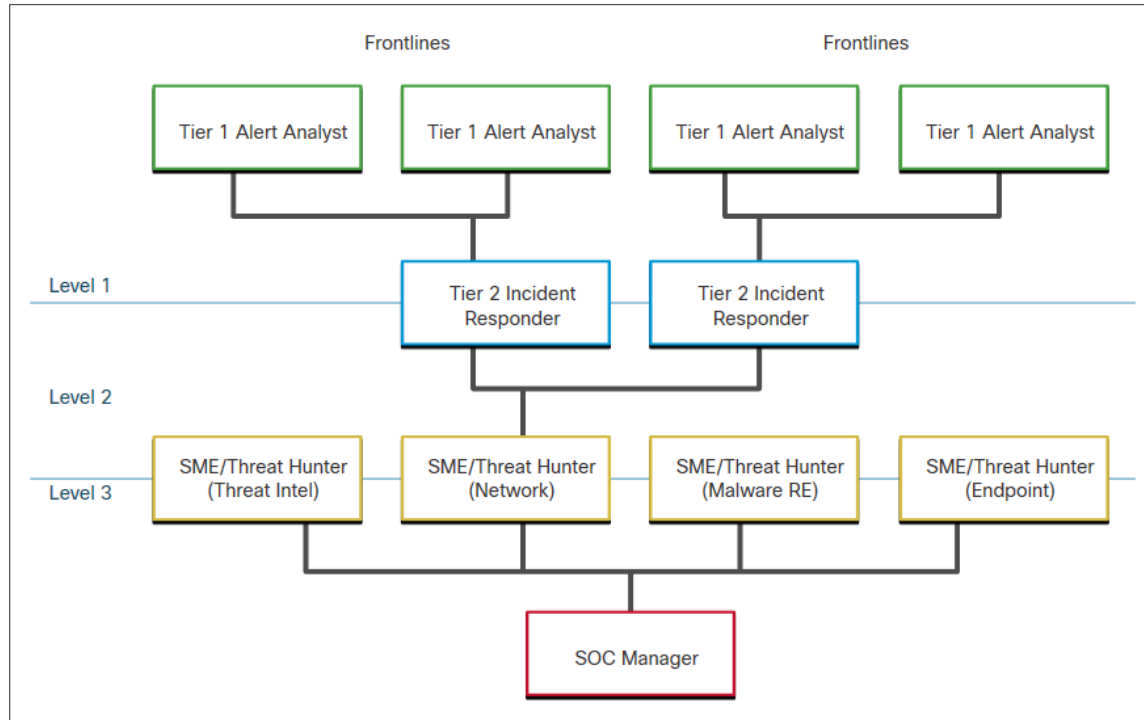 Frontlines
Frontlines
Tier 1 Alert Analyst
Tier 1 Alert Analyst
Tier 1 Alert Analyst
Tier 1 Alert Analyst
Level 1
Tier 2 Incident
Responder
Tier 2 Incident
Responder
Level 2
SME/Threat Hunter
(Threat Intel)
SME/Threat Hunter
(Network)
SME/Threat Hunter
(Malware RE)
SME/Threat Hunter
(Endpoint)
Level 3
SOC Manager